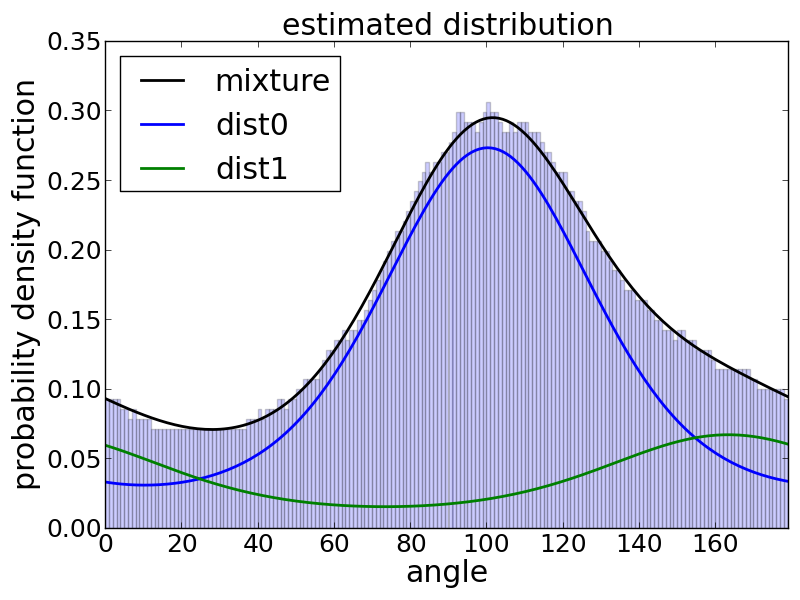 estimated distribution
probability density function
0.35
0.30
0.25
0.20
0.15
0.10
0.05
0.00
mixture
dist0
dist1
0 20 40 60 80 100 120 140 160
angle